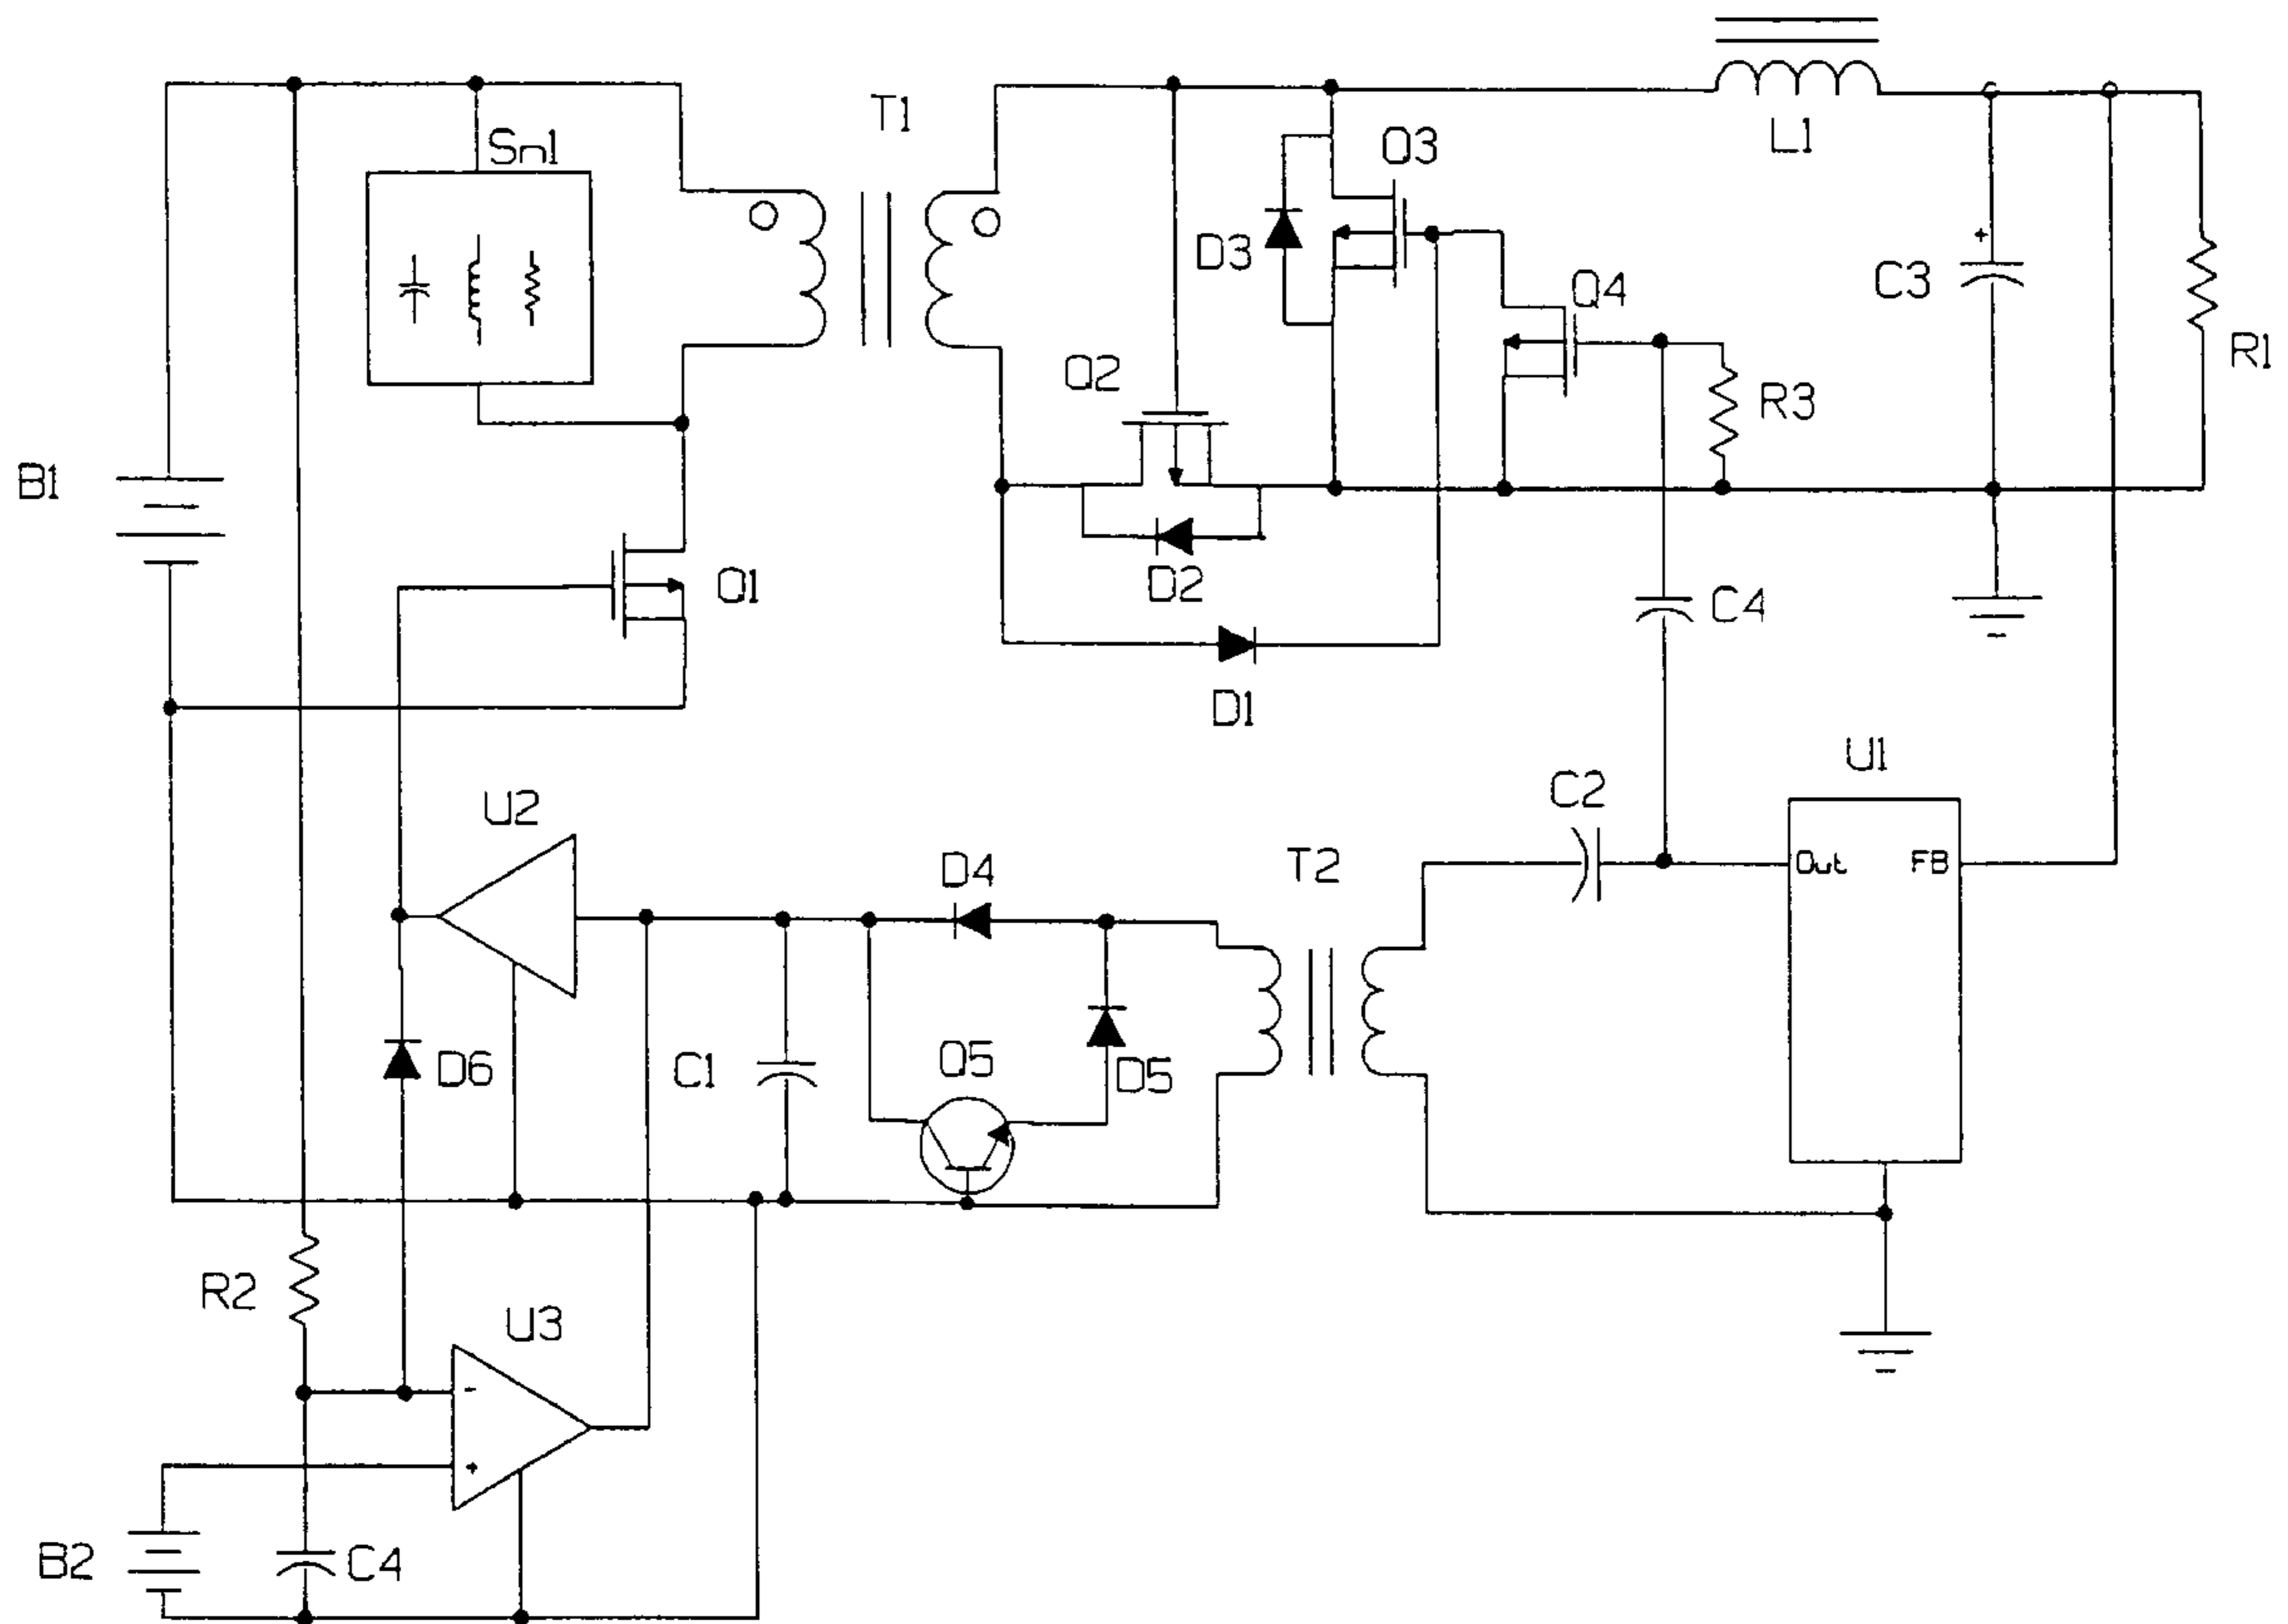 Sn1
T1
Q3
L1
D3
Q4
C3
R1
Q2
R3
B1
Q1
D2
C4
D1
U1
U2
C2
D4
T2
Out
FB
D6
C1
Q5
D5
R2
U3
-
+
B2
C4
+